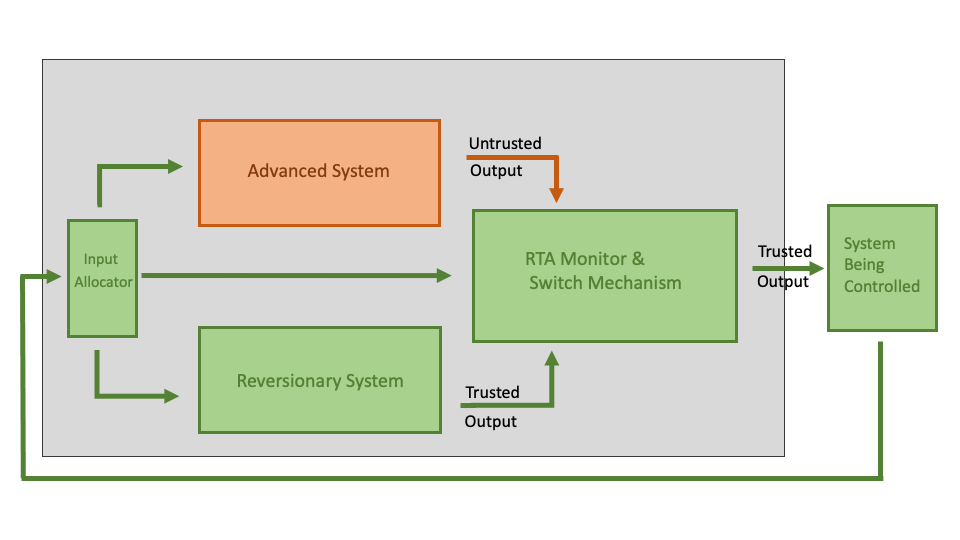 Untrusted
Output
Advanced System
Input
Allocator
RTA Monitor &
Switch Mechanism
Trusted
Output
System
Being
Controlled
Reversionary System
Trusted
Output